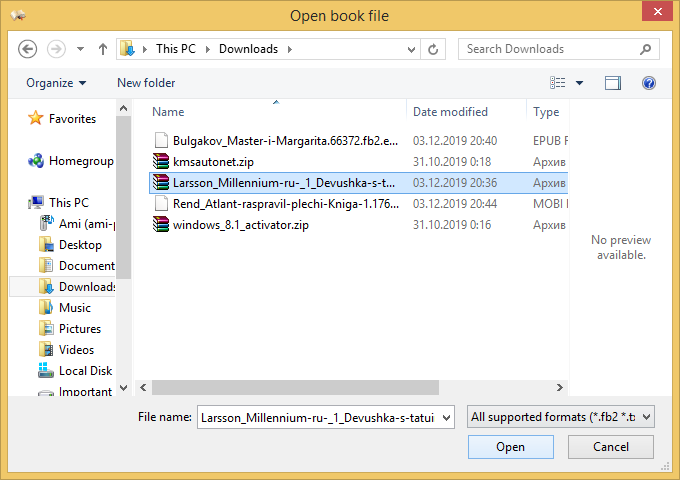 Open book file
This PC
Downloads
Search Downloads
Organize
New folder
Name
Date modified
Type
Favorites
Homegroup
This PC
Ami (ami-p
Desktop
Document
Downloads
Music
Pictures
Videos
Local Disk
Important
Bulgakov_Master-i-Margarita.66372.fb2.e... 03.12.2019 20:40 EPUB F
kmsautonet.zip 31.10.2019 0:18 Архив
Larsson_Millennium-ru-_1_Devushka-s-t... 03.12.2019 20:36 Архив
Rend_Atlant-raspravil-plechi-Kniga-1.176... 03.12.2019 20:44 MOBI
windows_8.1_activator.zip 31.10.2019 0:16 Архив
No preview
available.
File name:
Larsson_Millennium-ru-_1_Devushka-s-tatui
All supported formats (*.fb2 *.t
Open
Cancel